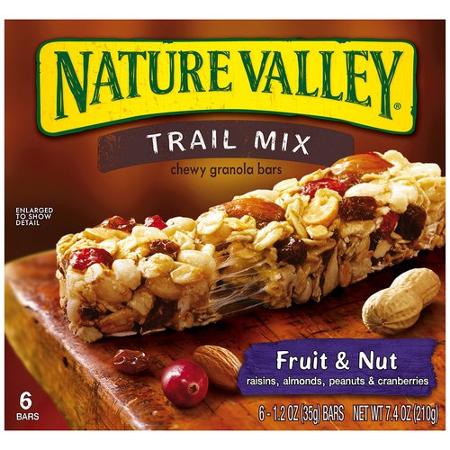 NATURE VALLEY®
TRAIL MIX
chewy granola bars
ENLARGED
TO SHOW
DETAIL
Fruit & Nut
raisins, almonds, peanuts & cranberries
6
BARS
6 - 1.2 OZ (35g) BARS NET WT 7.4 OZ (210g)